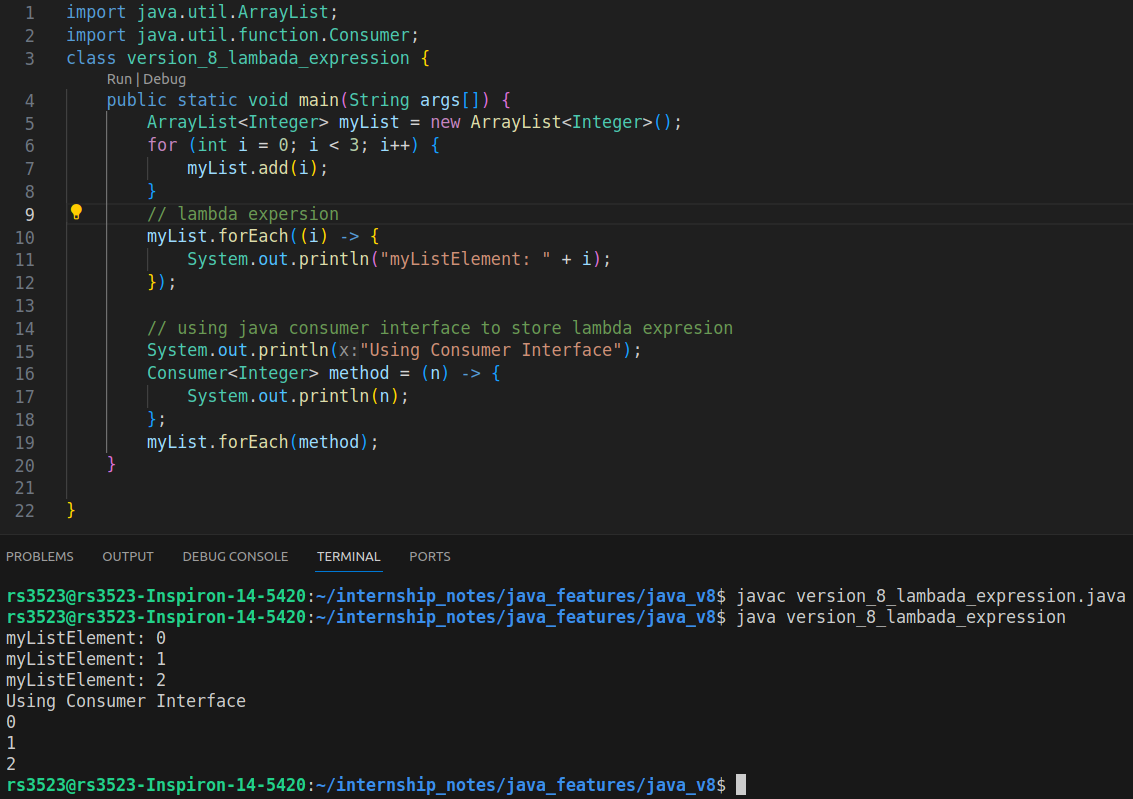 1 import java.util.ArrayList;
2 import java.util.function.Consumer;
3 class version_8_lambada_expression {
Run | Debug
4 public static void main(String args[]) {
5 ArrayList<Integer> myList = new ArrayList<Integer>();
6 for (int i = 0; i < 3; i++) {
7 myList.add(i);
8 }
9 // lambda expersion
10 myList.forEach((i) -> {
11 System.out.println("myListElement: " + i);
12 });
13
14 // using java consumer interface to store lambda expresion
15 System.out.println(x:"Using Consumer Interface");
16 Consumer<Integer> method = (n) -> {
17 System.out.println(n);
18 };
19 myList.forEach(method);
20 }
21
22 }
PROBLEMS OUTPUT DEBUG CONSOLE TERMINAL PORTS
rs3523@rs3523-Inspiron-14-5420:~/internship_notes/java_features/java_v8$ javac version_8_lambada_expression.java
rs3523@rs3523-Inspiron-14-5420:~/internship_notes/java_features/java_v8$ java version_8_lambada_expression
myListElement: 0
myListElement: 1
myListElement: 2
Using Consumer Interface
0
1
2
rs3523@rs3523-Inspiron-14-5420:~/internship_notes/java_features/java_v8$